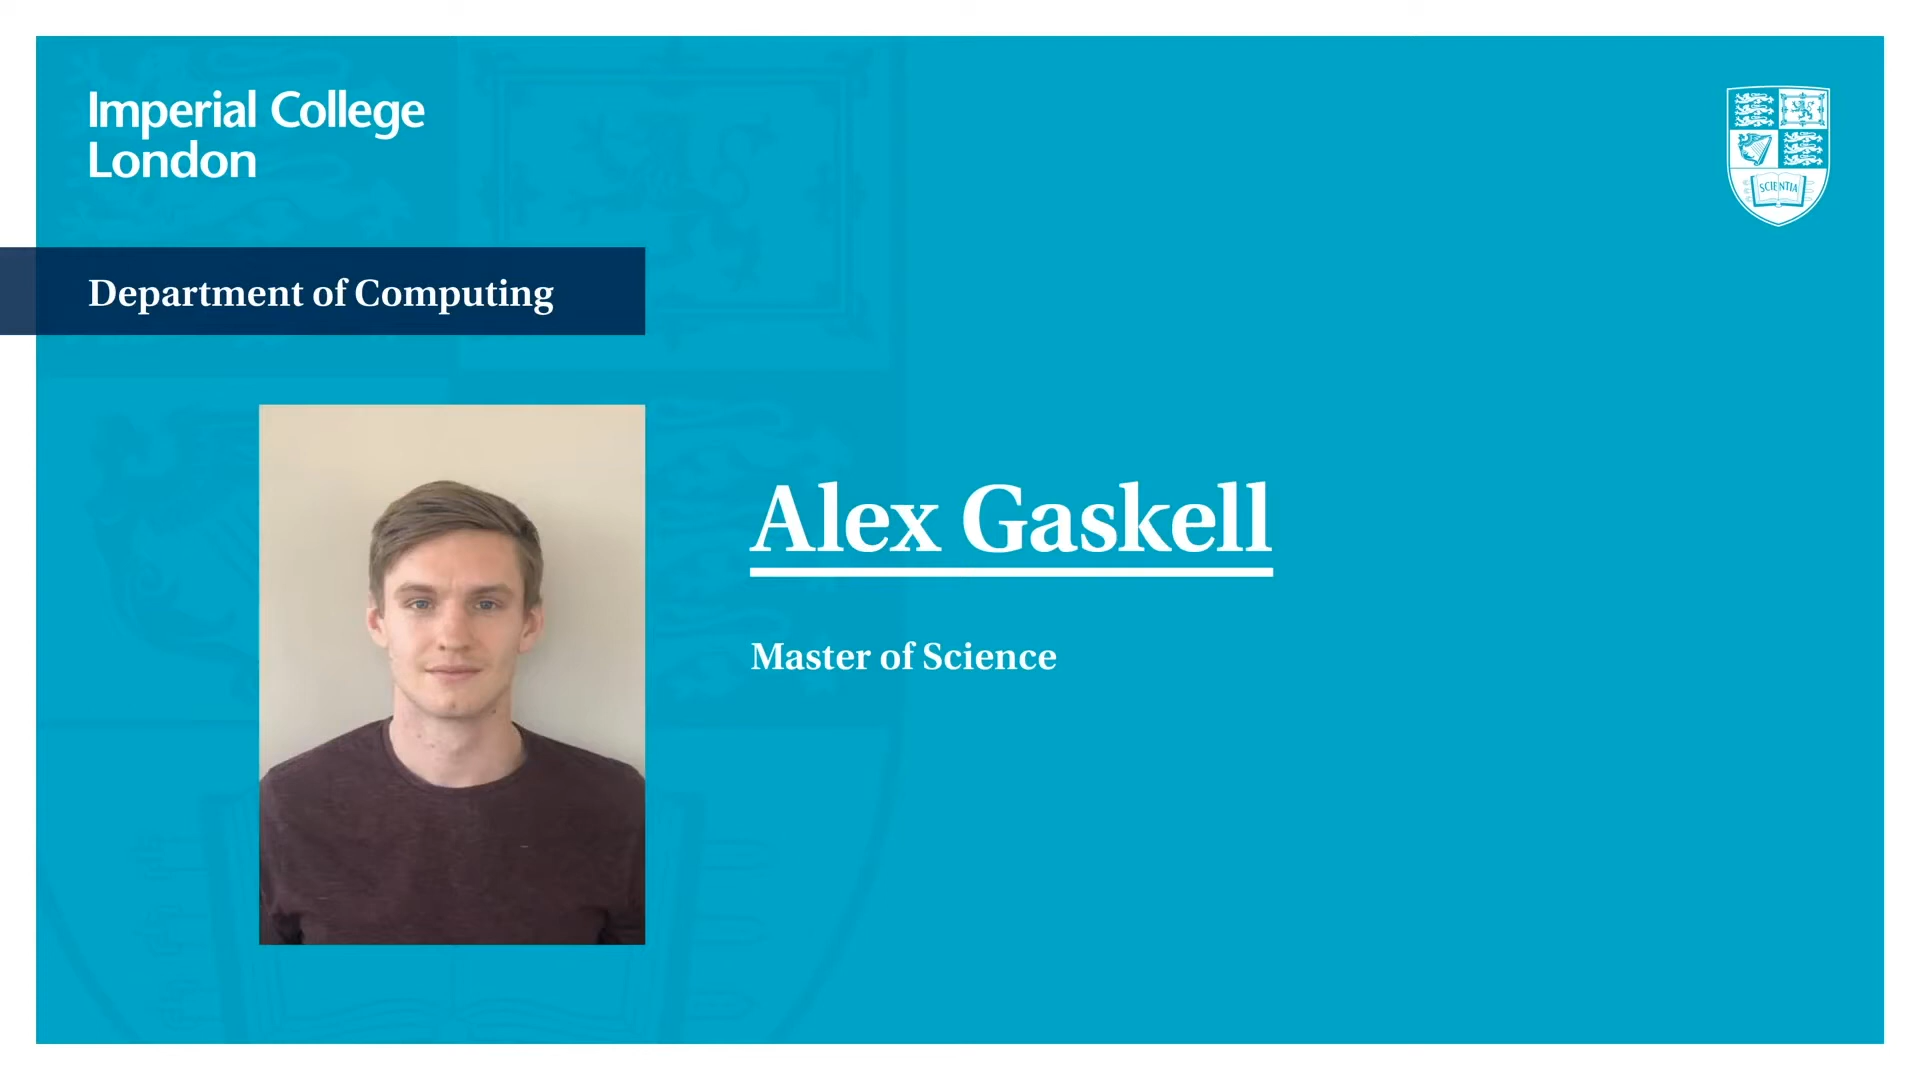 Imperial College
London
SCIENTIA
Department of Computing
Alex Gaskell
Master of Science